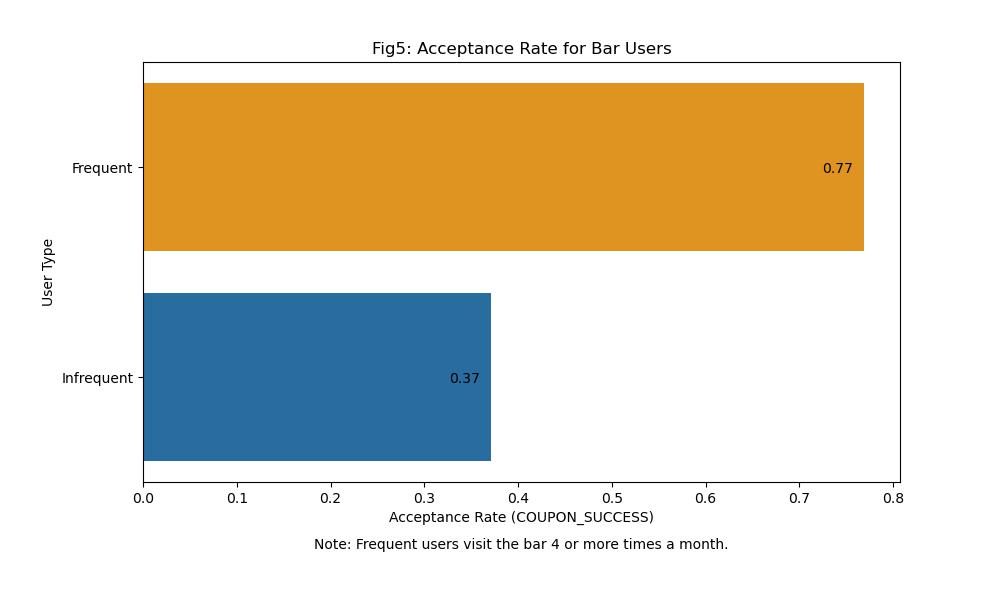 Fig5: Acceptance Rate for Bar Users
User Type
Frequent
0.77
Infrequent
0.37
0.0 0.1 0.2 0.3 0.4 0.5 0.6 0.7 0.8
Acceptance Rate (COUPON_SUCCESS)
Note: Frequent users visit the bar 4 or more times a month.